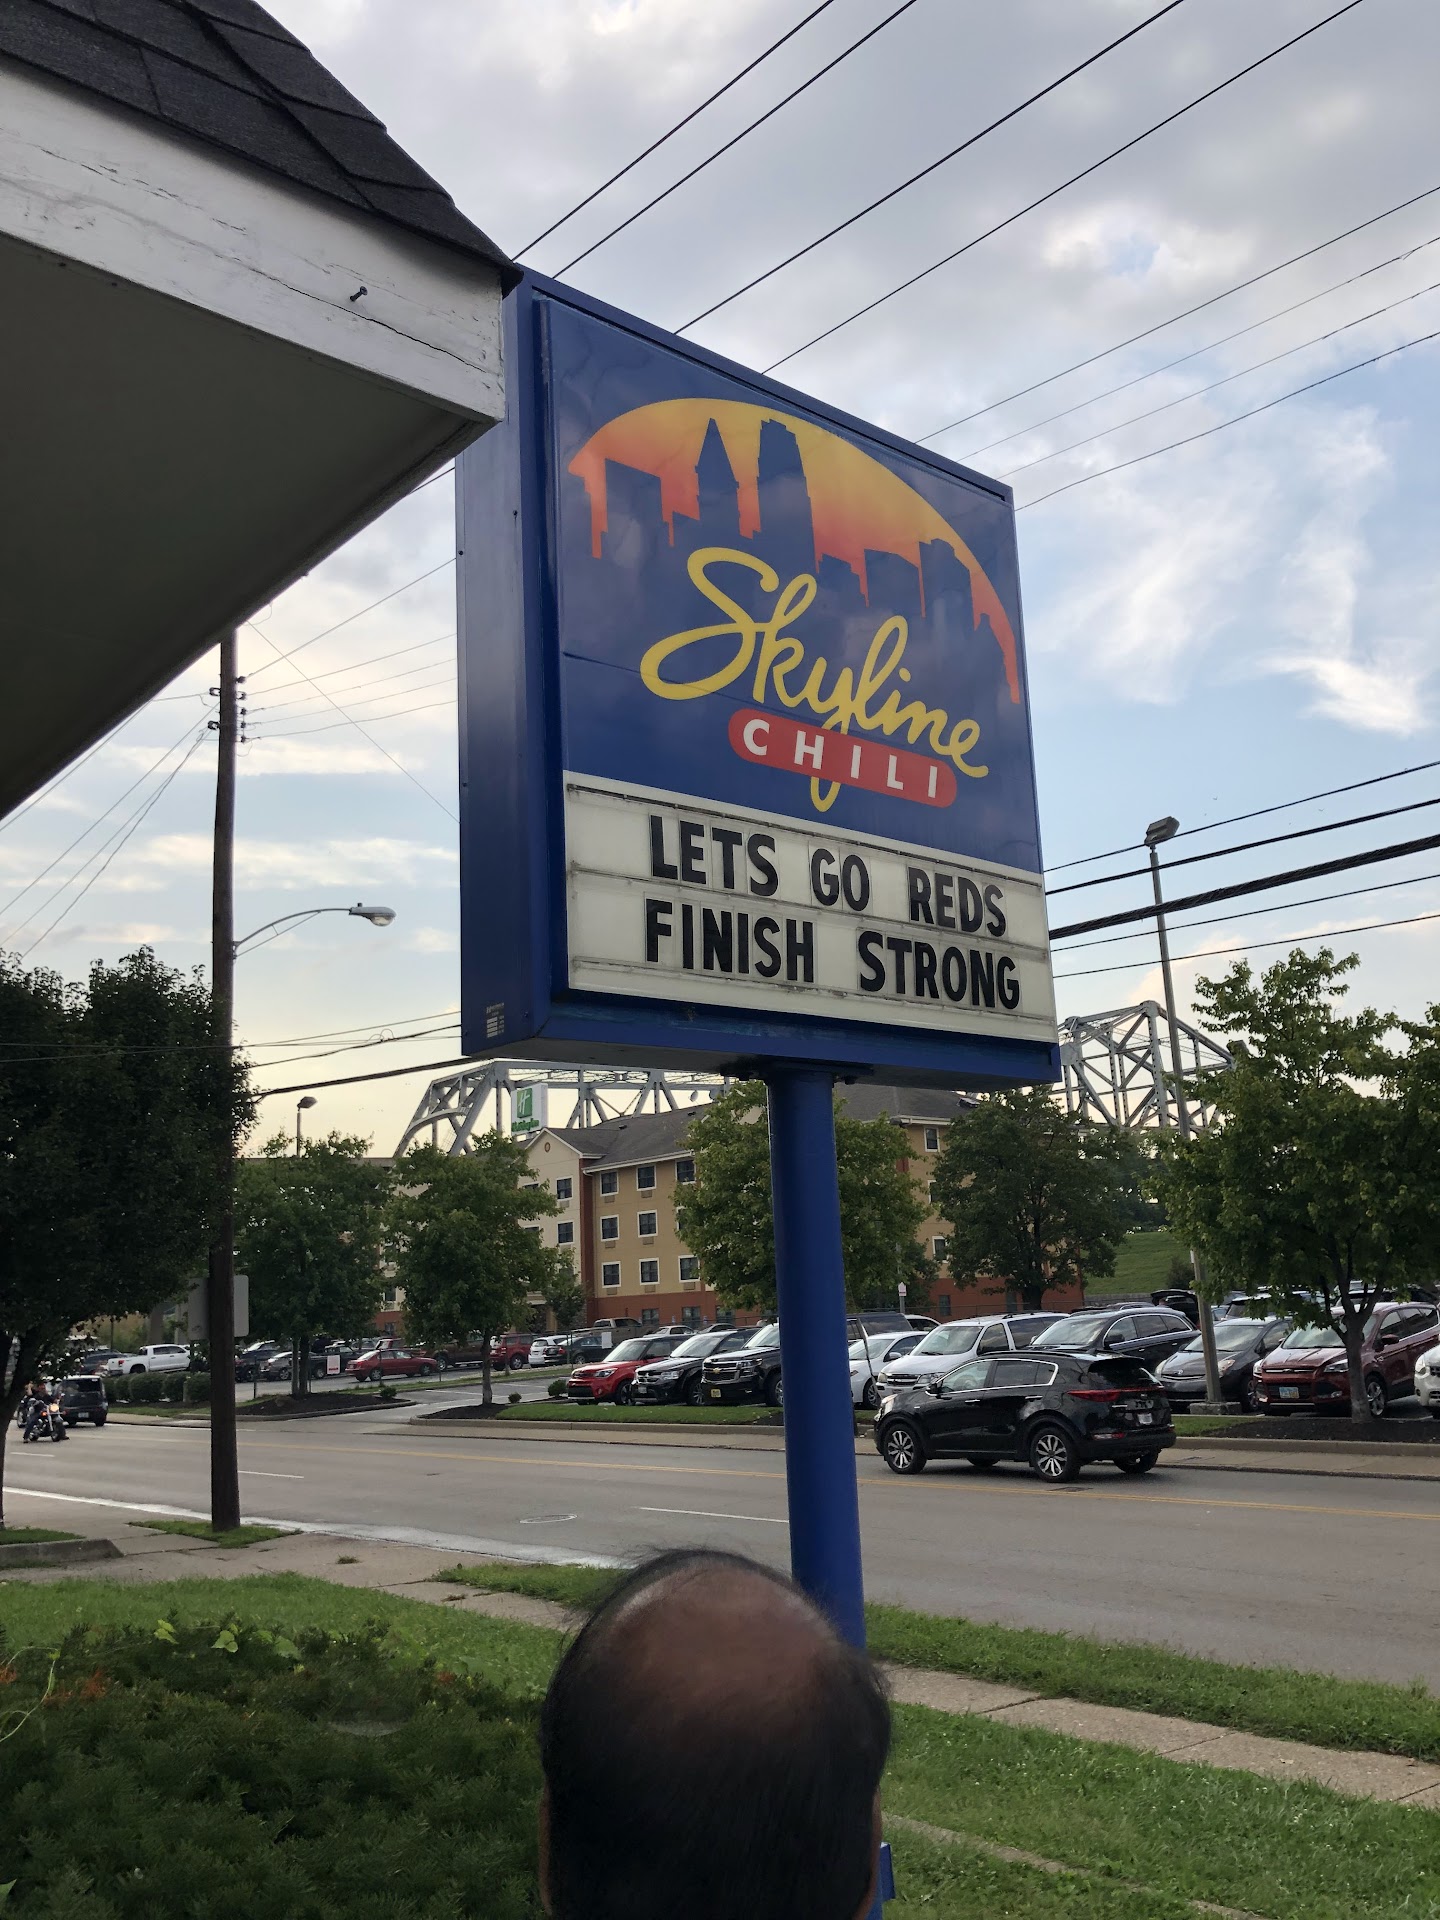 Skyline
CHILI
LETS GO REDS
FINISH STRONG